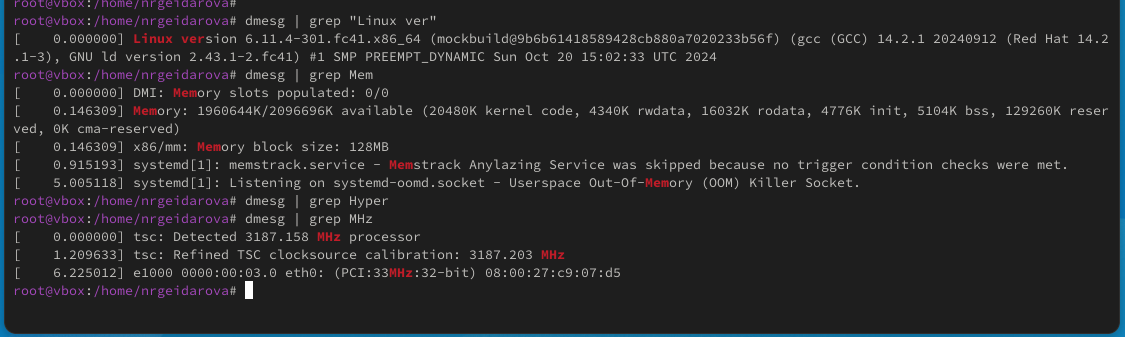 root@vbox:/home/nrgeidarova#
root@vbox:/home/nrgeidarova# dmesg | grep "Linux ver"
[    0.000000] Linux version 6.11.4-301.fc41.x86_64 (mockbuild@9b6b61418589428cb880a7020233b56f) (gcc (GCC) 14.2.1 20240912 (Red Hat 14.2
.1-3), GNU ld version 2.43.1-2.fc41) #1 SMP PREEMPT_DYNAMIC Sun Oct 20 15:02:33 UTC 2024
root@vbox:/home/nrgeidarova# dmesg | grep Mem
[    0.000000] DMI: Memory slots populated: 0/0
[    0.146309] Memory: 1960644K/2096696K available (20480K kernel code, 4340K rwdata, 16032K rodata, 4776K init, 5104K bss, 129260K reser
ved, 0K cma-reserved)
[    0.146309] x86/mm: Memory block size: 128MB
[    0.915193] systemd[1]: memstrack.service - Memstrack Anylazing Service was skipped because no trigger condition checks were met.
[    5.005118] systemd[1]: Listening on systemd-oomd.socket - Userspace Out-Of-Memory (OOM) Killer Socket.
root@vbox:/home/nrgeidarova# dmesg | grep Hyper
root@vbox:/home/nrgeidarova# dmesg | grep MHz
[    0.000000] tsc: Detected 3187.158 MHz processor
[    1.209633] tsc: Refined TSC clocksource calibration: 3187.203 MHz
[    6.225012] e1000 0000:00:03.0 eth0: (PCI:33MHz:32-bit) 08:00:27:c9:07:d5
root@vbox:/home/nrgeidarova#